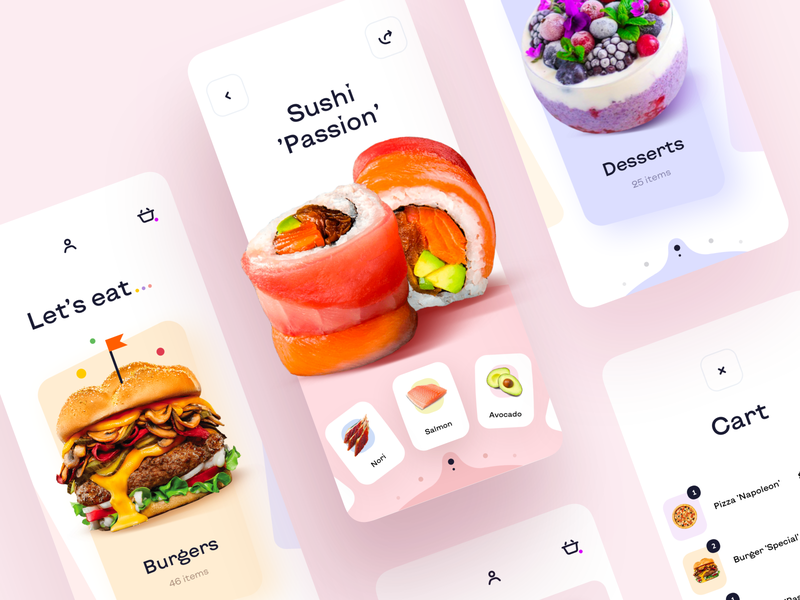 Let's eat...
Burgers
46 items
Sushi
'Passion'
Nori
Salmon
Avocado
Desserts
25 items
Cart
1
Pizza 'Napoleon'
2
Burger 'Special'
1